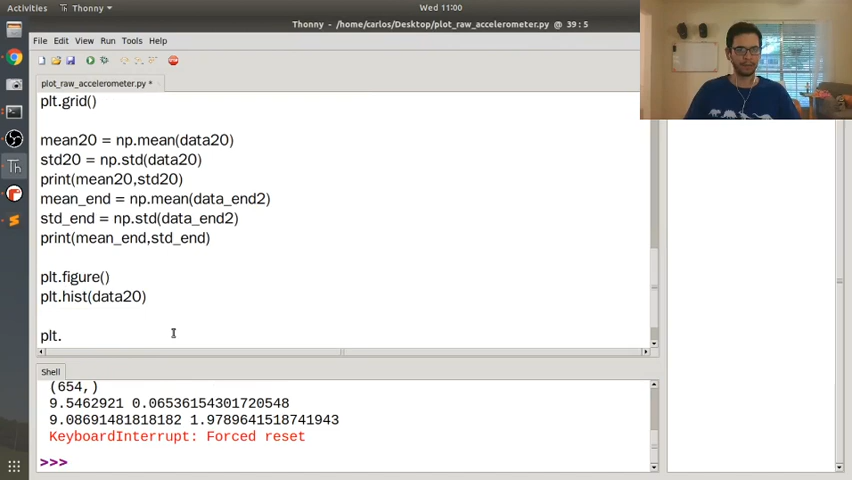 Activities Th Thonny Wed 11:00
Thonny - /home/carlos/Desktop/plot_raw_accelerometer.py @ 39 : 5
File Edit View Run Tools Help
plot_raw_accelerometer.py *
plt.grid()
mean20 = np.mean(data20)
std20 = np.std(data20)
print(mean20,std20)
mean_end = np.mean(data_end2)
std_end = np.std(data_end2)
print(mean_end,std_end)
plt.figure()
plt.hist(data20)
plt.
Shell
(654,)
9.5462921 0.06536154301720548
9.08691481818182 1.9789641518741943
KeyboardInterrupt: Forced reset
>>>